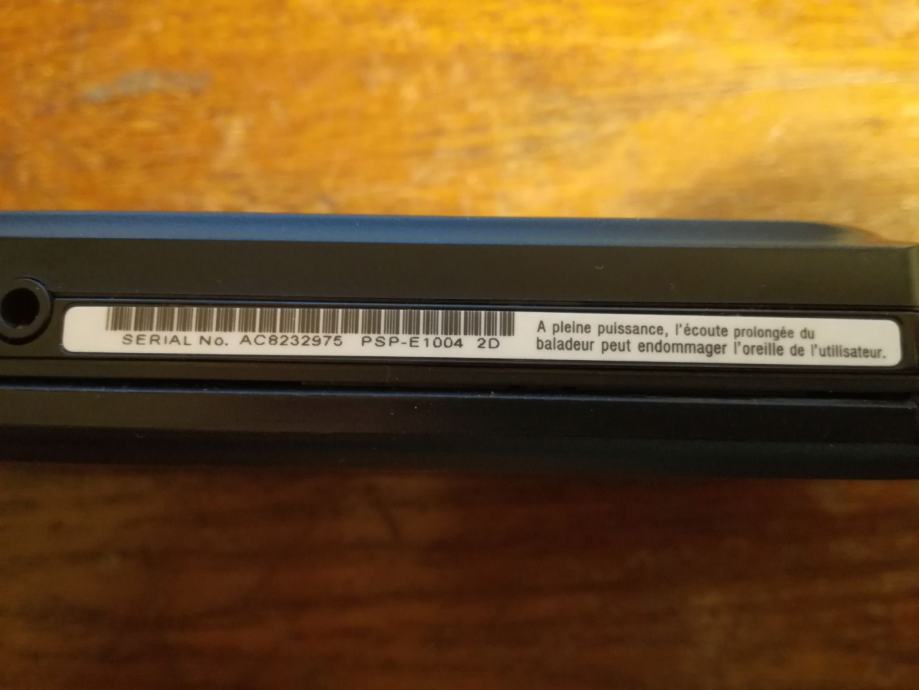 SERIAL No. AC8232975 PSP-E1004 2D
A pleine puissance, l'écoute prolongée du
baladeur peut endommager l'oreille de l'utilisateur.